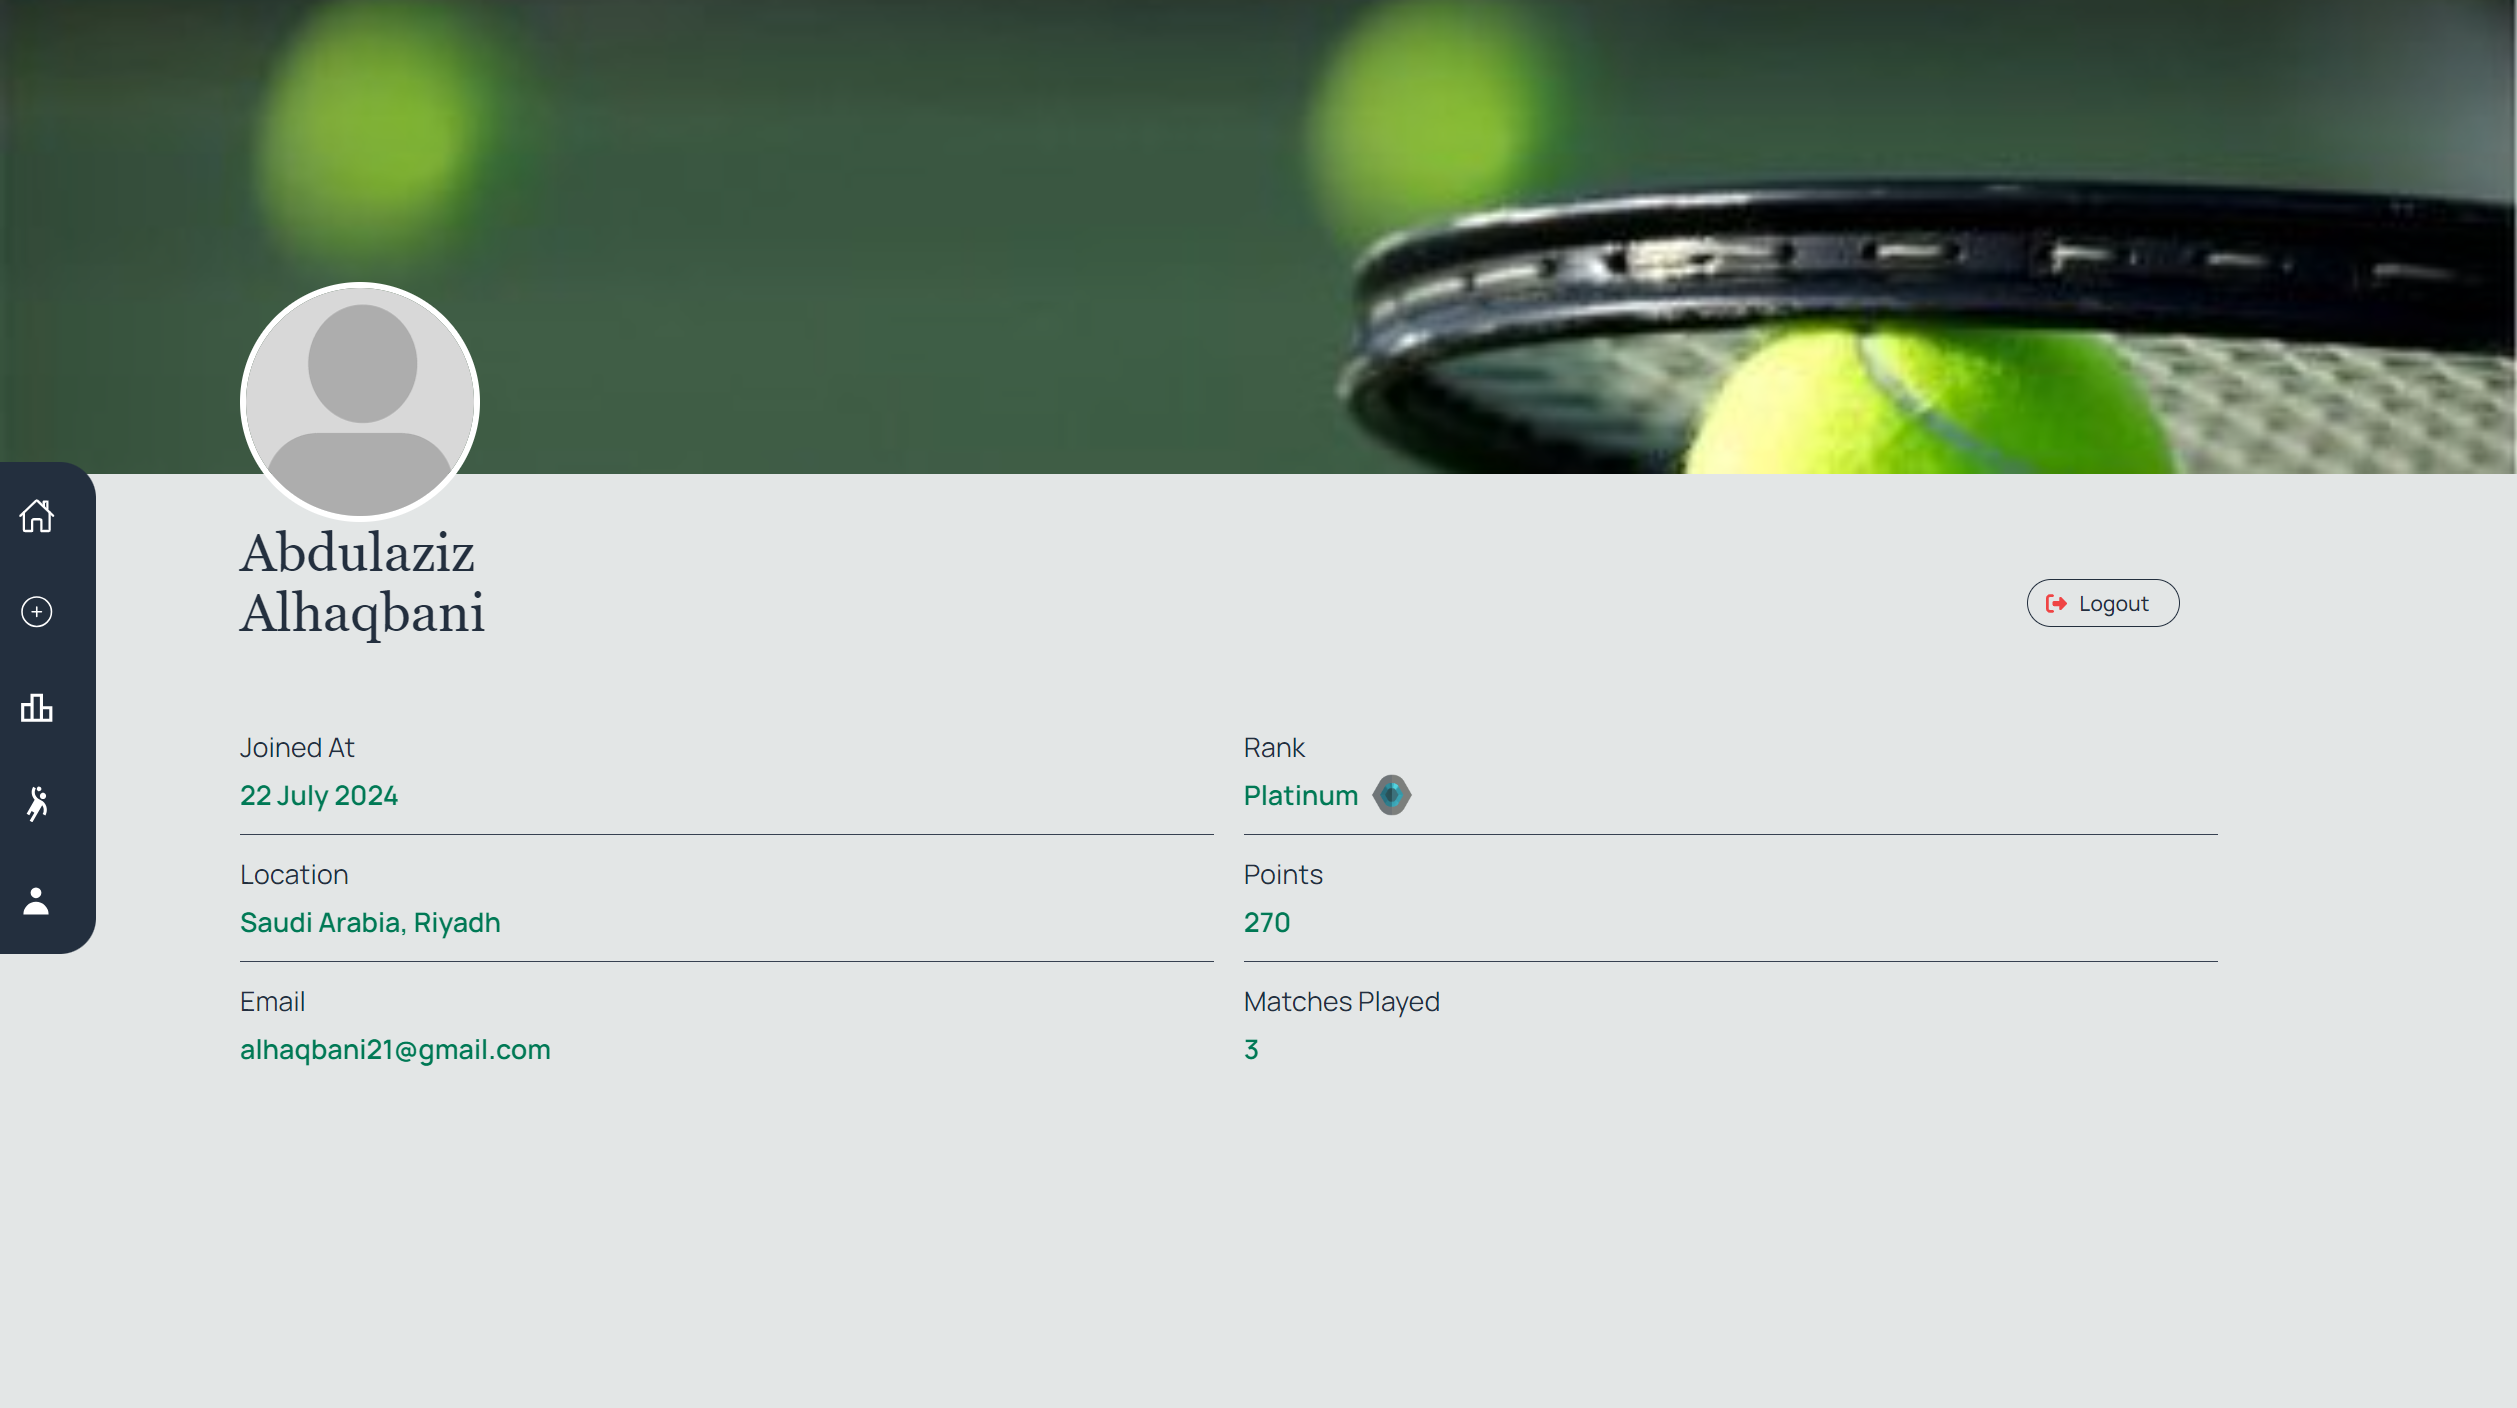 Abdulaziz
Alhaqbani
Logout
Joined At
22 July 2024
Rank
Platinum
Location
Saudi Arabia, Riyadh
Points
270
Email
alhaqbani21@gmail.com
Matches Played
3